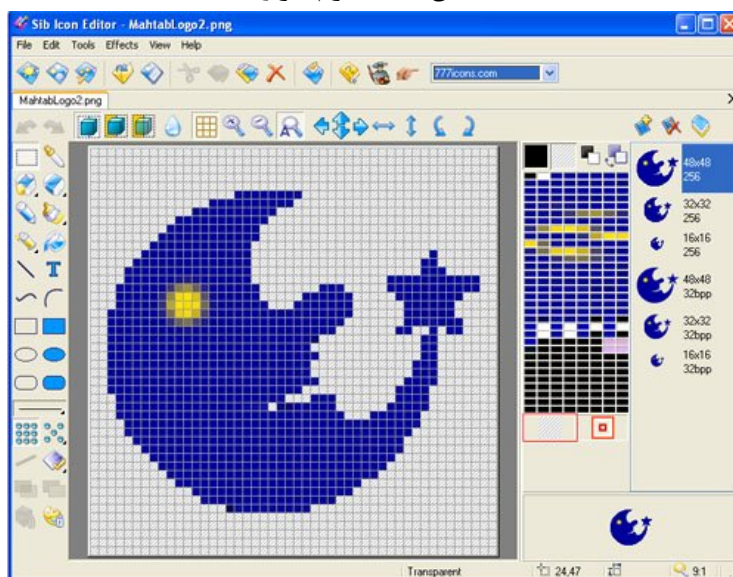 Sib Icon Editor - MahtabLogo2.png
File Edit Tools Effects View Help
777icons.com
MahtabLogo2.png
48x48
256
32x32
256
16x16
256
48x48
32bpp
32x32
32bpp
16x16
32bpp
T
A
Transparent
24,47
9:1